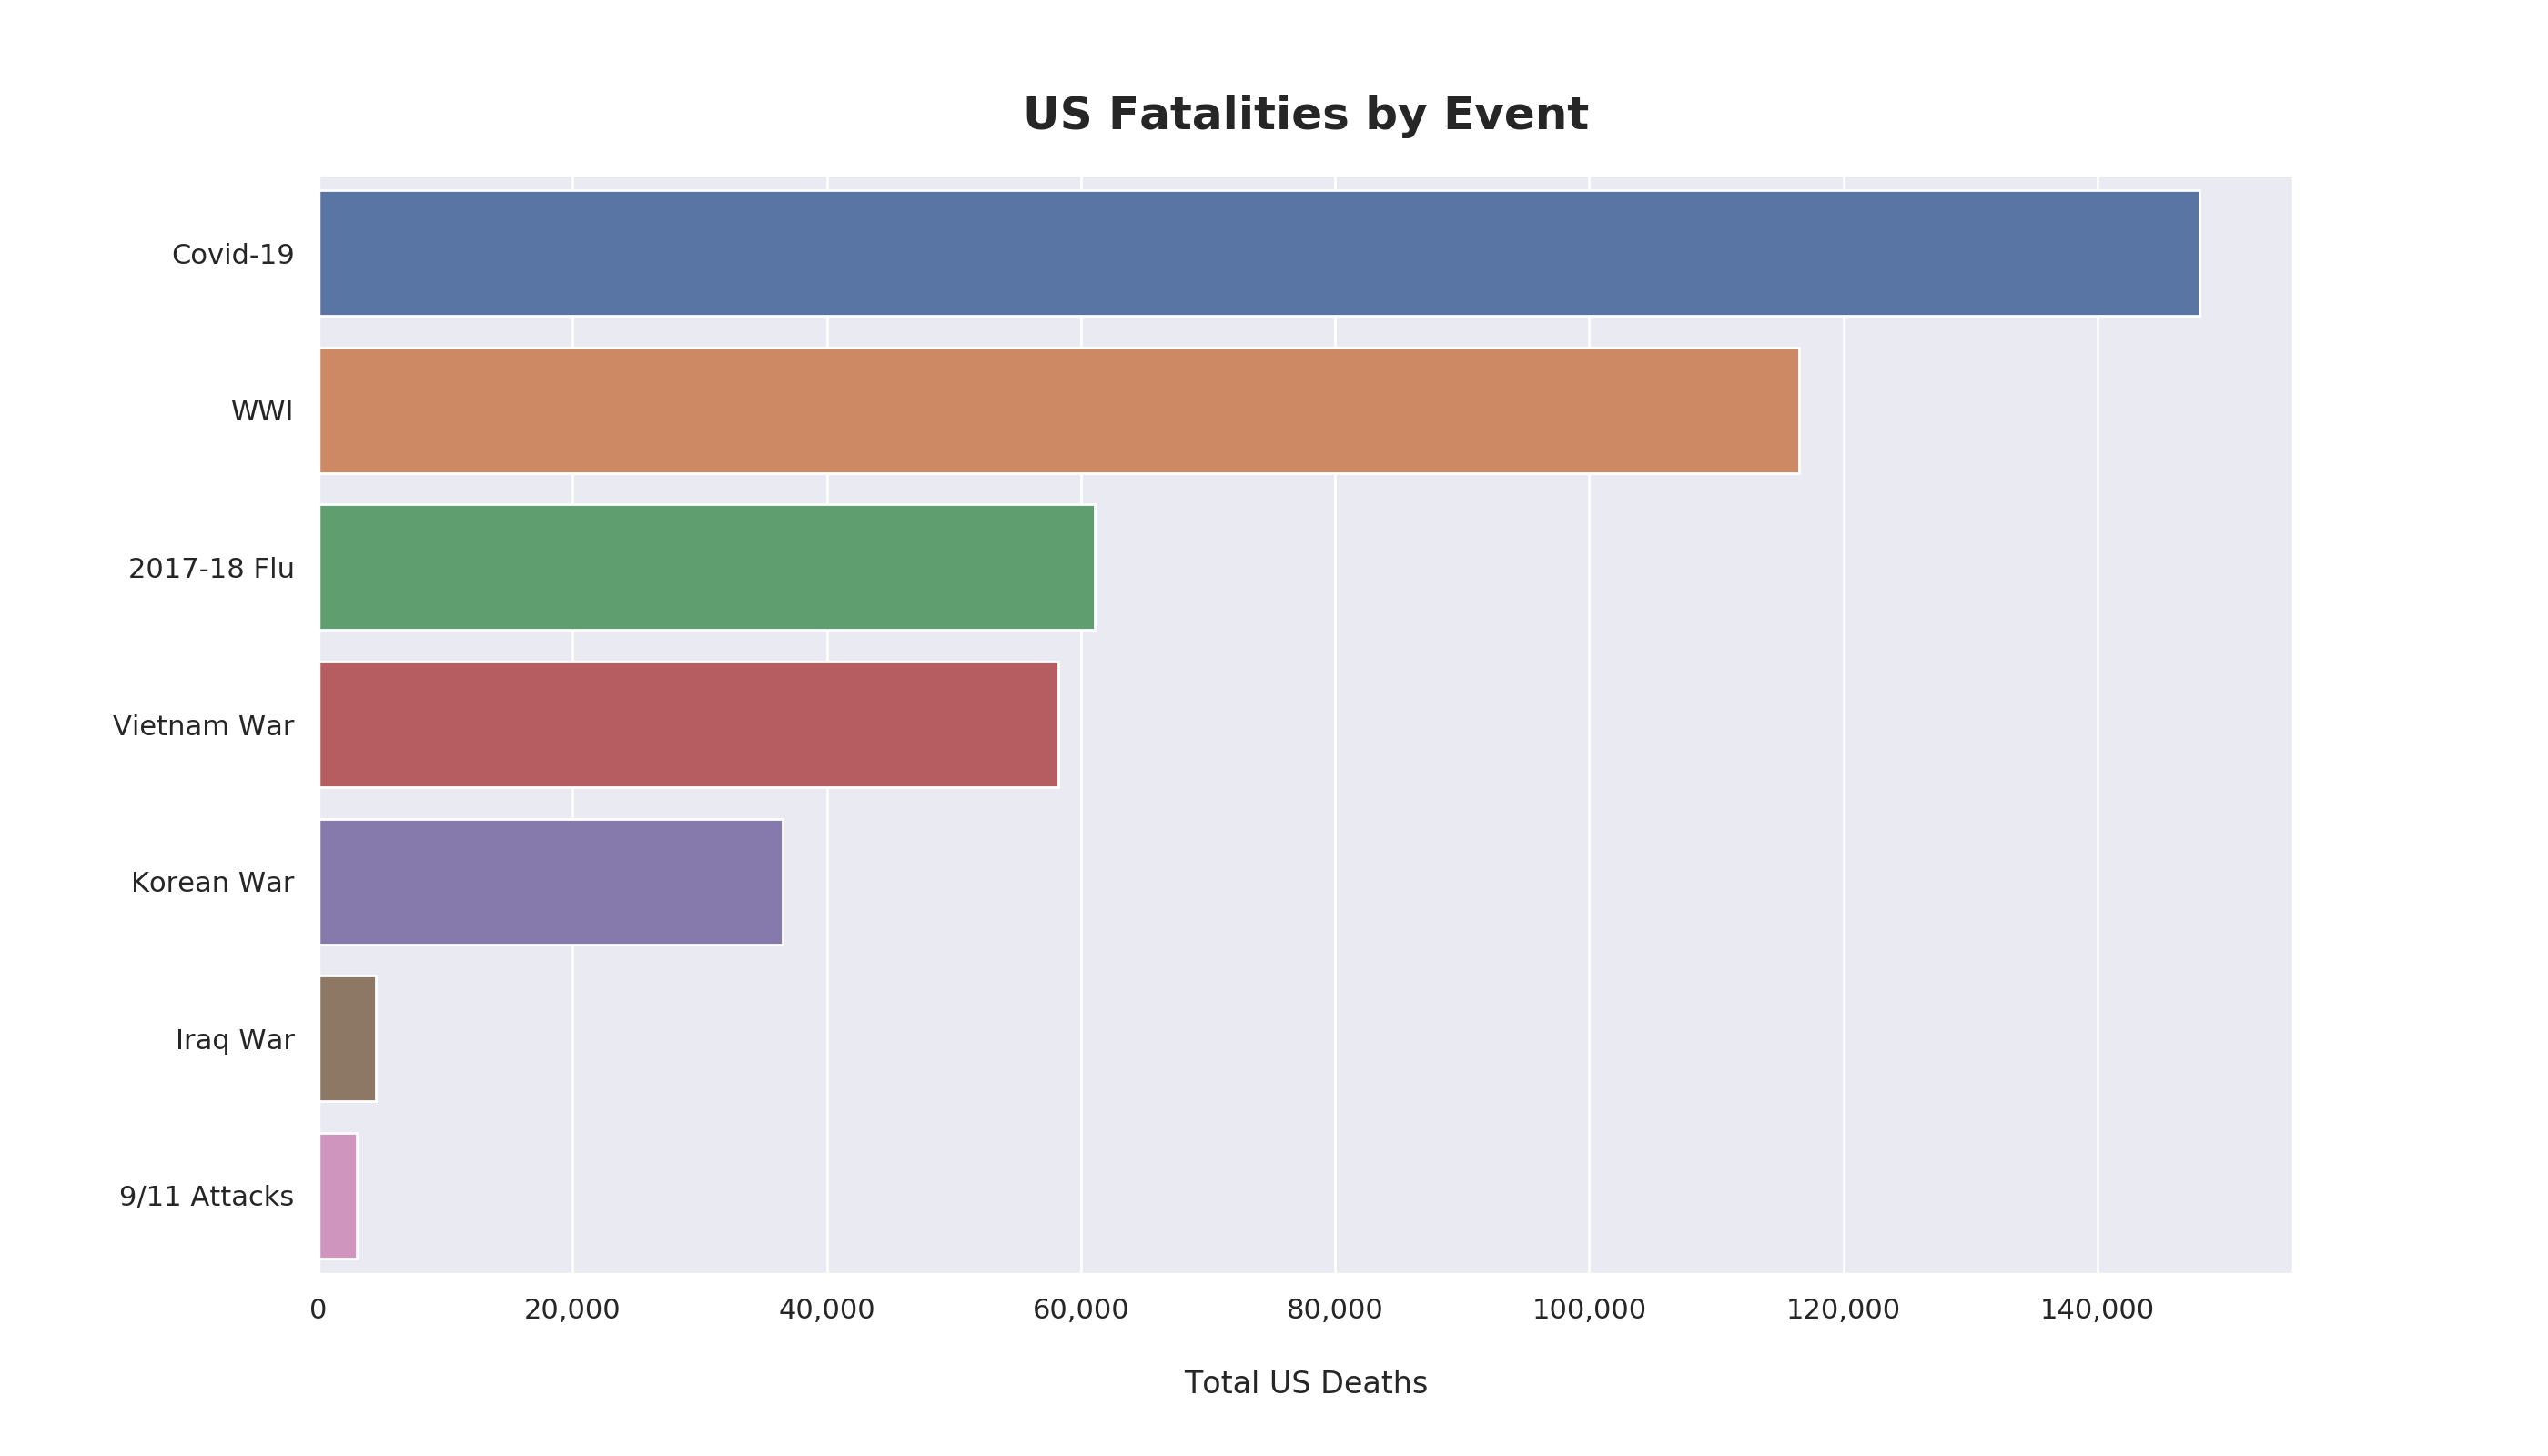 US Fatalities by Event
Covid-19
WWI
2017-18 Flu
Vietnam War
Korean War
Iraq War
9/11 Attacks
0 20,000 40,000 60,000 80,000 100,000 120,000 140,000
Total US Deaths